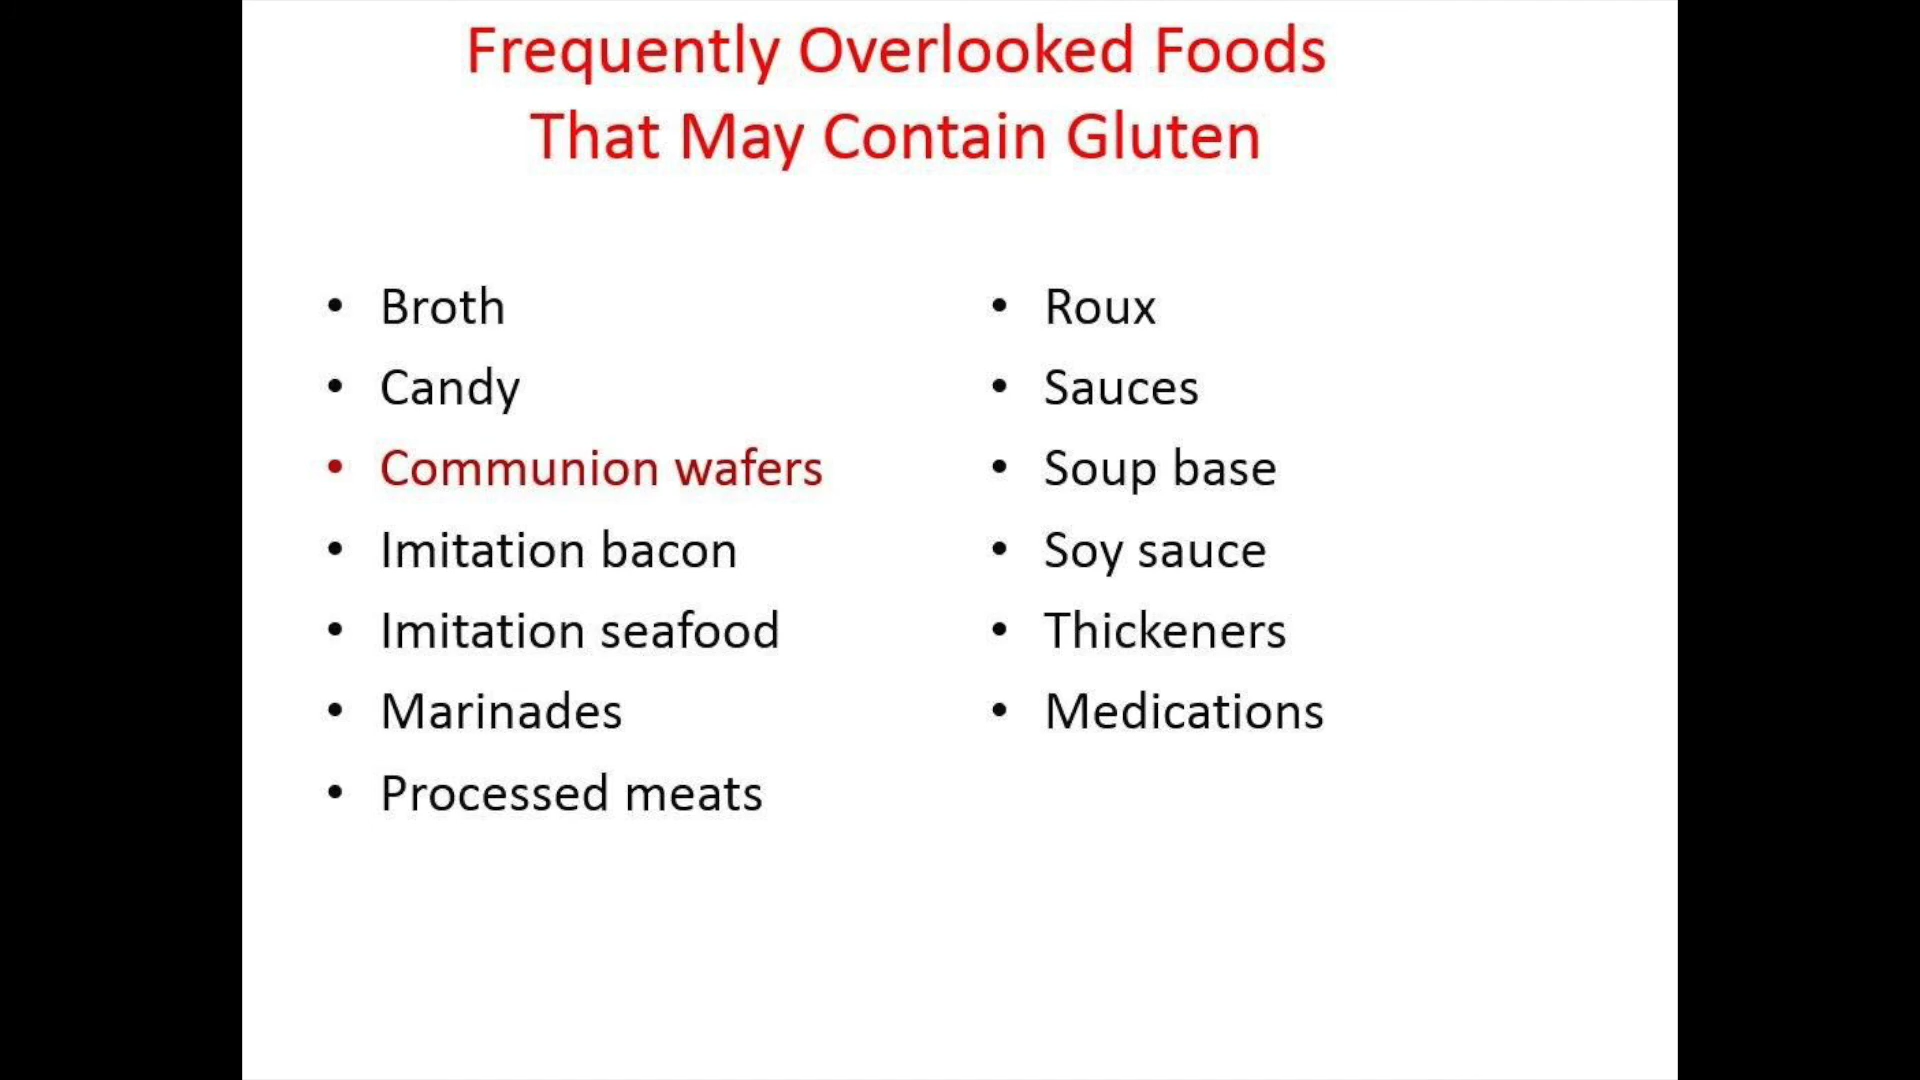 Frequently Overlooked Foods
That May Contain Gluten
• Broth
• Candy
• Communion wafers
• Imitation bacon
• Imitation seafood
• Marinades
• Processed meats
• Roux
• Sauces
• Soup base
• Soy sauce
• Thickeners
• Medications